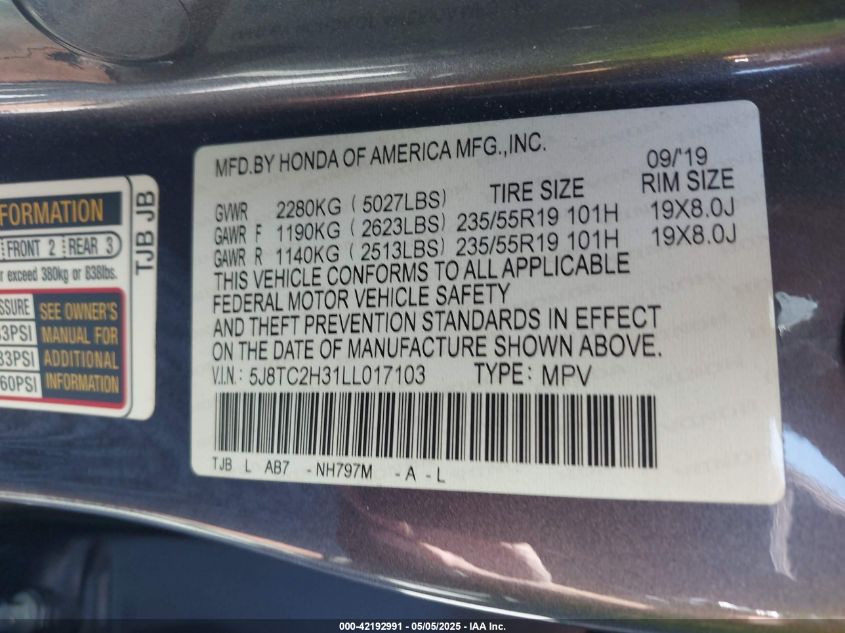 FORMATION
FRONT 2 REAR 3
r exceed 380kg or 838lbs.
SSURE SEE OWNER'S
33PSI MANUAL FOR
33PSI ADDITIONAL
60PSI INFORMATION
TJB JB
MFD.BY HONDA OF AMERICA MFG.,INC.
09/'19
GVWR 2280KG ( 5027LBS) TIRE SIZE RIM SIZE
GAWR F 1190KG ( 2623LBS) 235/55R19 101H 19X8.0J
GAWR R 1140KG ( 2513LBS) 235/55R19 101H 19X8.0J
THIS VEHICLE CONFORMS TO ALL APPLICABLE
FEDERAL MOTOR VEHICLE SAFETY
AND THEFT PREVENTION STANDARDS IN EFFECT
ON THE DATE OF MANUFACTURE SHOWN ABOVE.
V.I.N: 5J8TC2H31LL017103 TYPE: MPV
TJB L AB7 -NH797M -A -L
000-42192991 - 05/05/2025 - IAA Inc.